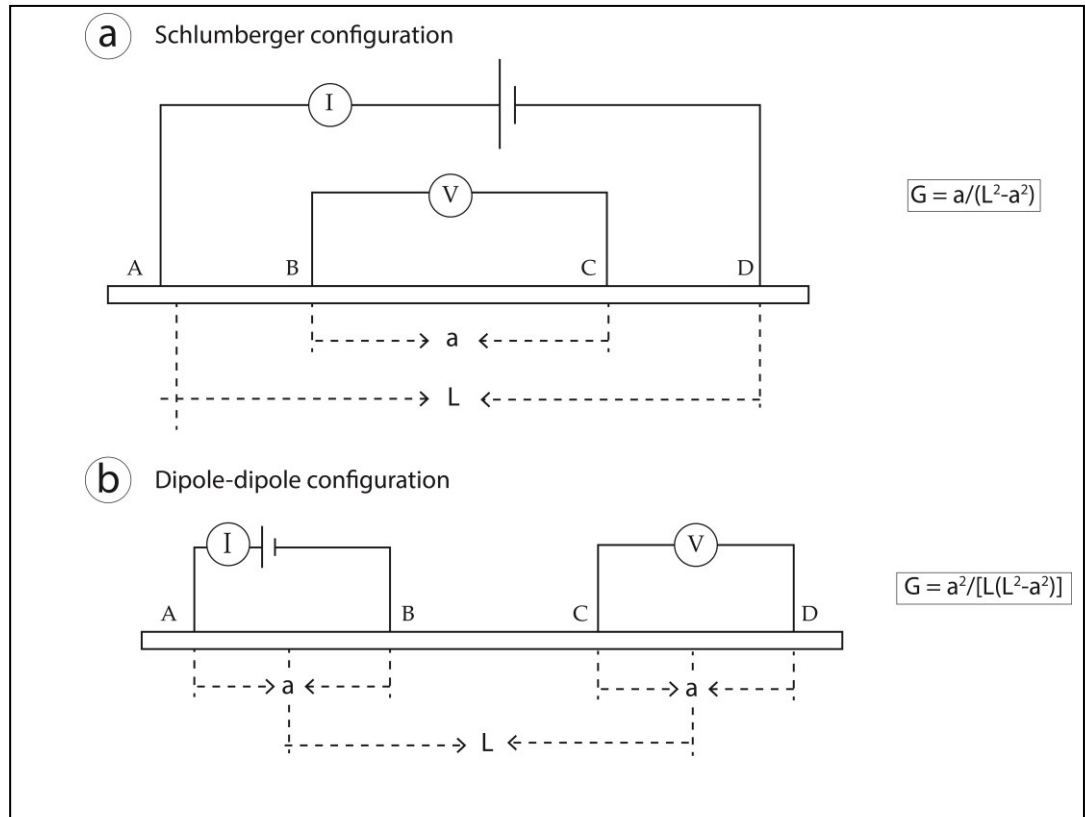 a Schlumberger configuration
I
V
G = a/(L²-a²)
A B C D
a
L
b Dipole-dipole configuration
I V
G = a²/[L(L²-a²)]
A B C D
a a
L